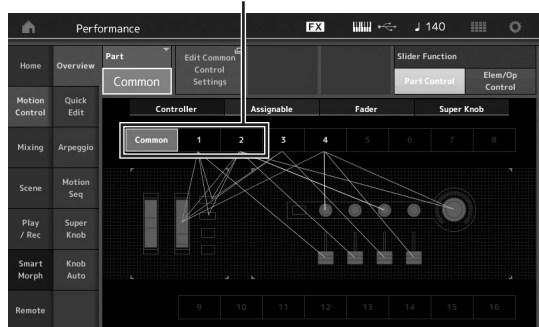 Performance
FX
♩ 140
Home
Overview
Part
Common
Edit Common
Control
Settings
Slider Function
Part Control
Elem/Op
Control
Motion
Control
Quick
Edit
Controller
Assignable
Fader
Super Knob
Common
1
2
3
4
5
6
7
8
Mixing
Arpeggio
Scene
Motion
Seq
Play
/ Rec
Super
Knob
Smart
Morph
Knob
Auto
Remote
9
10
11
12
13
14
15
16